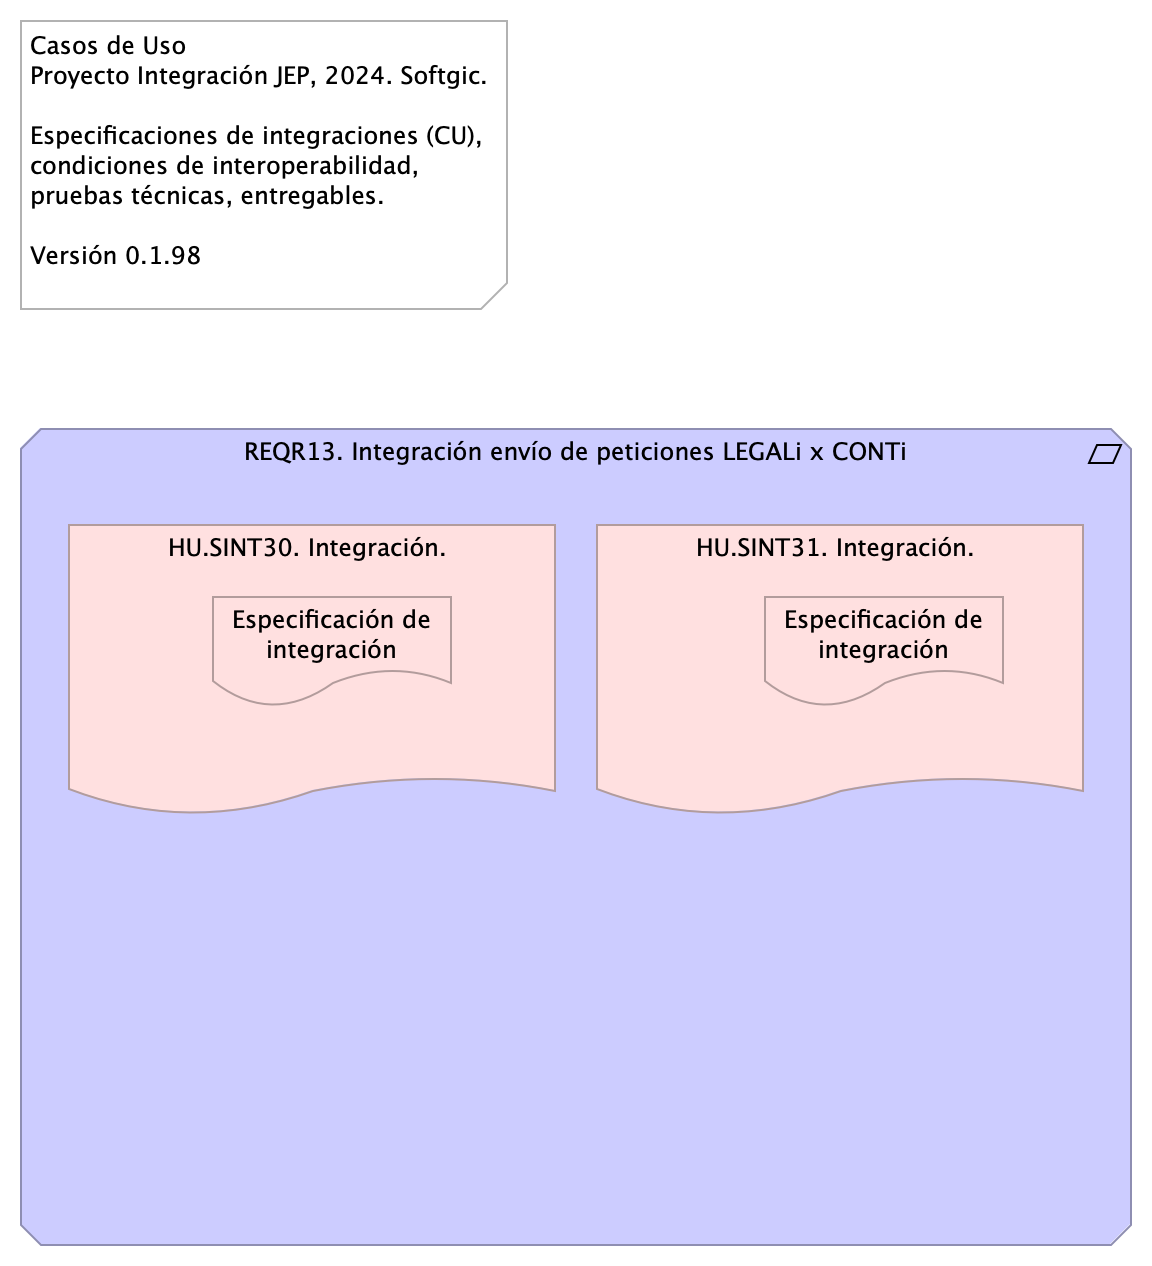 Casos de Uso
Proyecto Integración JEP, 2024. Softgic.
Especificaciones de integraciones (CU),
condiciones de interoperabilidad,
pruebas técnicas, entregables.
Versión 0.1.98
REQR13. Integración envío de peticiones LEGALi x CONTi
HU.SINT30. Integración.
Especificación de
integración
HU.SINT31. Integración.
Especificación de
integración